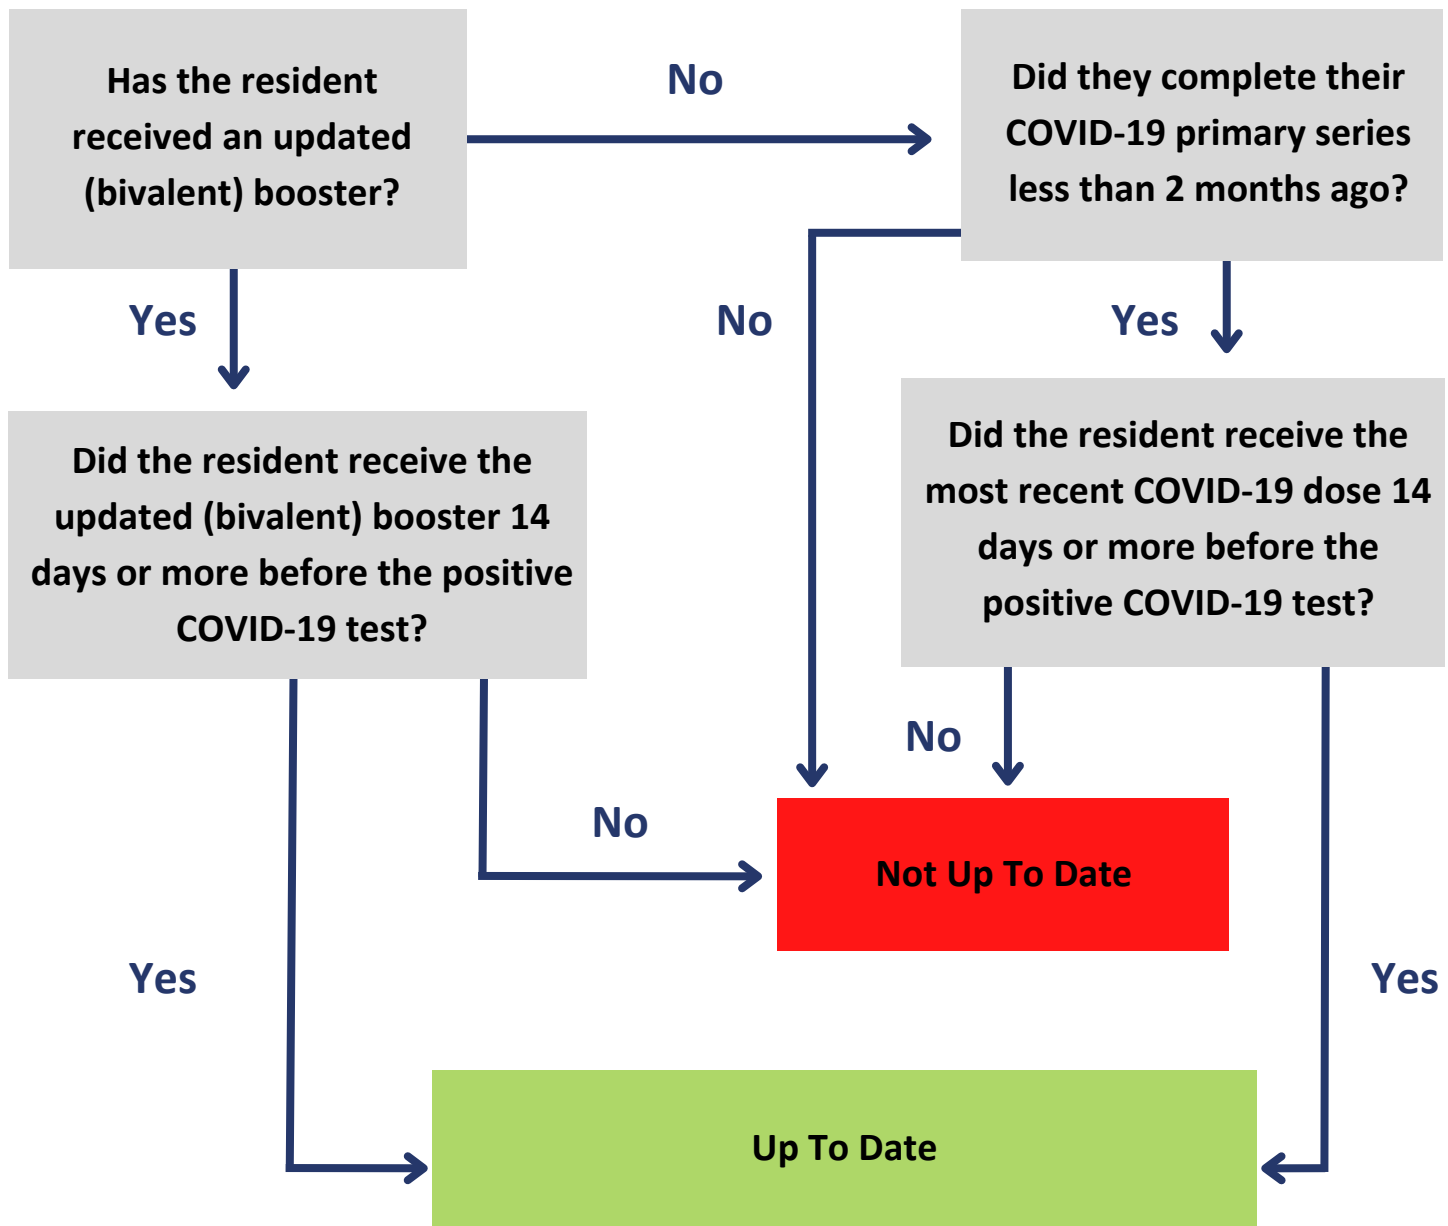 Has the resident
received an updated
(bivalent) booster?
No
Did they complete their
COVID-19 primary series
less than 2 months ago?
Yes
No
Yes
Did the resident receive the
updated (bivalent) booster 14
days or more before the positive
COVID-19 test?
Did the resident receive the
most recent COVID-19 dose 14
days or more before the
positive COVID-19 test?
No
No
Not Up To Date
Yes
Yes
Up To Date